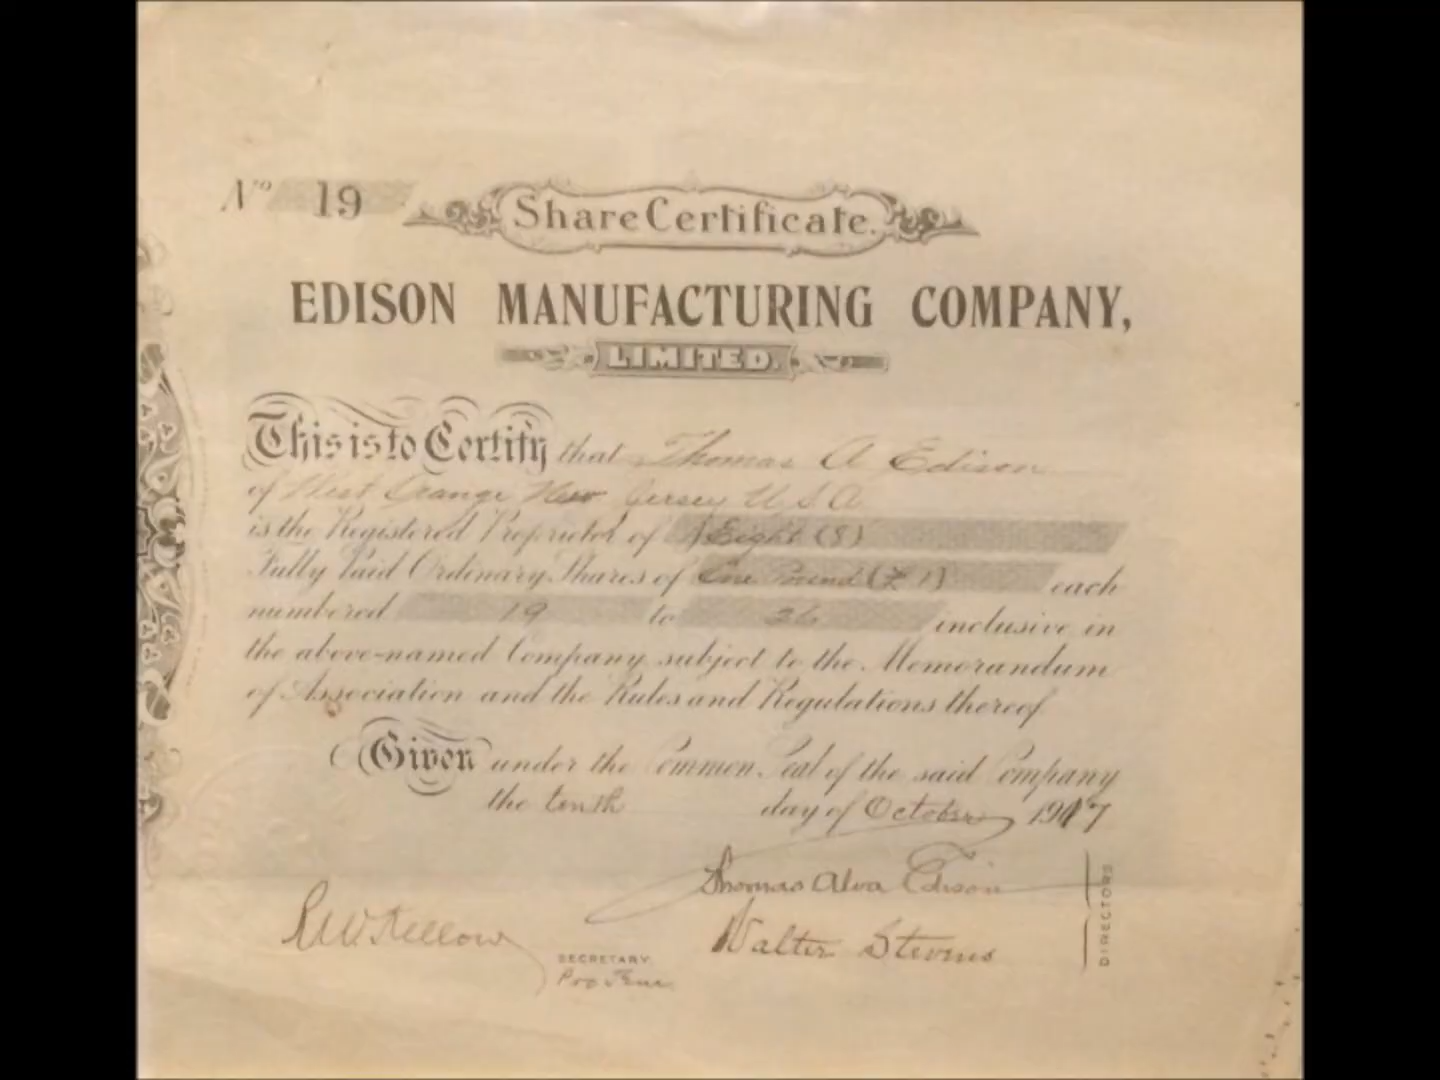 Nº 19
Share Certificate.
EDISON MANUFACTURING COMPANY,
LIMITED.
This is to Certify that Thomas A Edison
of West Orange New Jersey U S A
is the Registered Proprietor of Eight (8)
Fully Paid Ordinary Shares of One Pound (£1) each
numbered 19 to 26 inclusive in
the above-named Company subject to the Memorandum
of Association and the Rules and Regulations thereof
Given under the Common Seal of the said Company
the tenth day of October 1907
Thomas Alva Edison
Walter Stevens
DIRECTORS
SECRETARY
Pro Tem